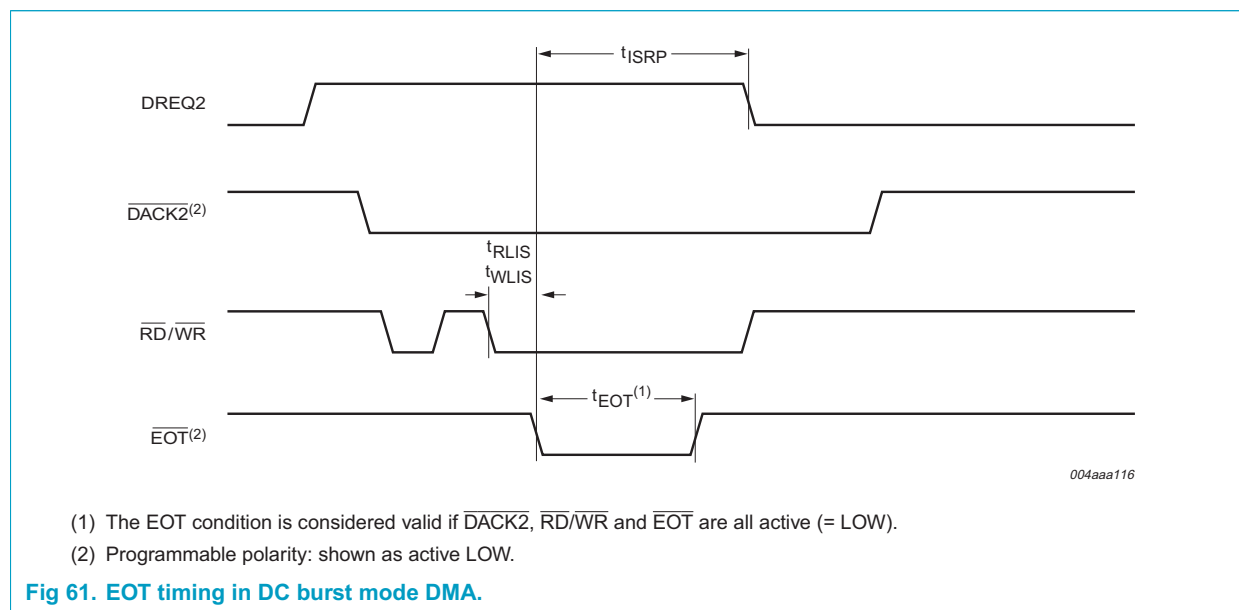 tISRP
DREQ2
DACK2(2)
tRLIS
tWLIS
RD/WR
tEOT(1)
EOT(2)
004aaa116
(1) The EOT condition is considered valid if DACK2, RD/WR and EOT are all active (= LOW).
(2) Programmable polarity: shown as active LOW.
Fig 61. EOT timing in DC burst mode DMA.